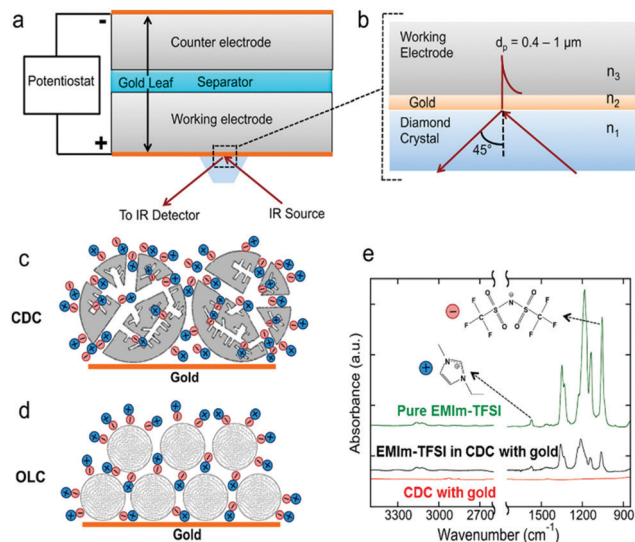 a
-
Counter electrode
Potentiostat
Gold Leaf
Separator
+
Working electrode
To IR Detector
IR Source
b
Working
Electrode
dp = 0.4 – 1 μm
n3
Gold
n2
Diamond
Crystal
n1
45°
c
CDC
Gold
d
OLC
Gold
e
Absorbance (a.u.)
F
F
F
S
O
O
N
⊖
O
O
S
F
F
F
−
+
N
⊕
N
Pure EMIm-TFSI
EMIm-TFSI in CDC with gold
CDC with gold
3300 3000 2700 1500 1200 900
Wavenumber (cm-1)